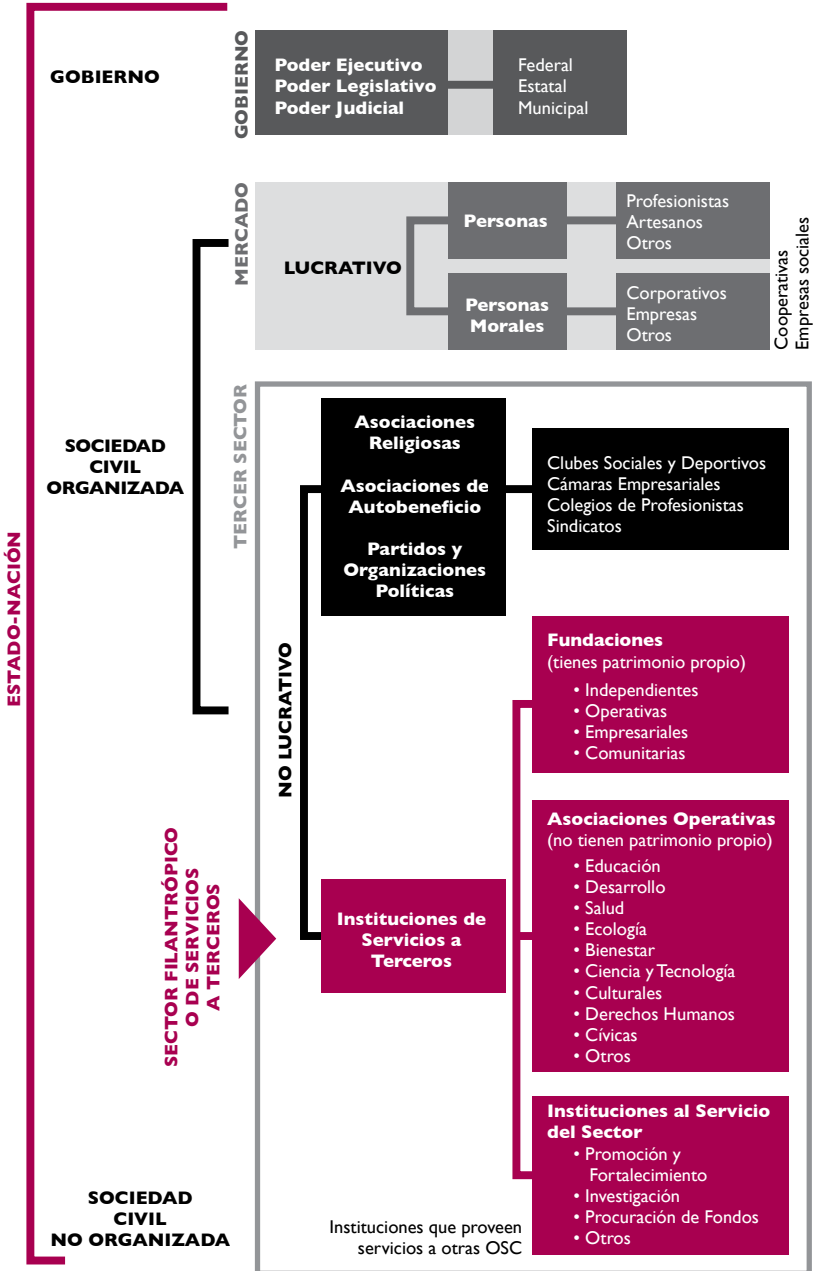 ESTADO-NACIÓN
GOBIERNO
GOBIERNO
Poder Ejecutivo
Poder Legislativo
Poder Judicial
Federal
Estatal
Municipal
SOCIEDAD
CIVIL
ORGANIZADA
MERCADO
LUCRATIVO
Personas
Profesionistas
Artesanos
Otros
Personas
Morales
Corporativos
Empresas
Otros
Cooperativas
Empresas sociales
TERCER SECTOR
NO LUCRATIVO
Asociaciones
Religiosas
Asociaciones de
Autobeneficio
Partidos y
Organizaciones
Políticas
Clubes Sociales y Deportivos
Cámaras Empresariales
Colegios de Profesionistas
Sindicatos
SECTOR FILANTRÓPICO
O DE SERVICIOS
A TERCEROS
Instituciones de
Servicios a
Terceros
Fundaciones
(tienes patrimonio propio)
• Independientes
• Operativas
• Empresariales
• Comunitarias
Asociaciones Operativas
(no tienen patrimonio propio)
• Educación
• Desarrollo
• Salud
• Ecología
• Bienestar
• Ciencia y Tecnología
• Culturales
• Derechos Humanos
• Cívicas
• Otros
Instituciones al Servicio
del Sector
• Promoción y
Fortalecimiento
• Investigación
• Procuración de Fondos
• Otros
Instituciones que proveen
servicios a otras OSC
SOCIEDAD
CIVIL
NO ORGANIZADA